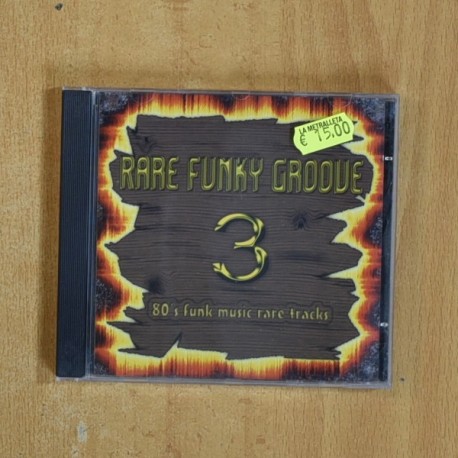 LA METRALLETA
€ 15.00
RARE FUNKY GROOVE
3
80's funk music rare tracks